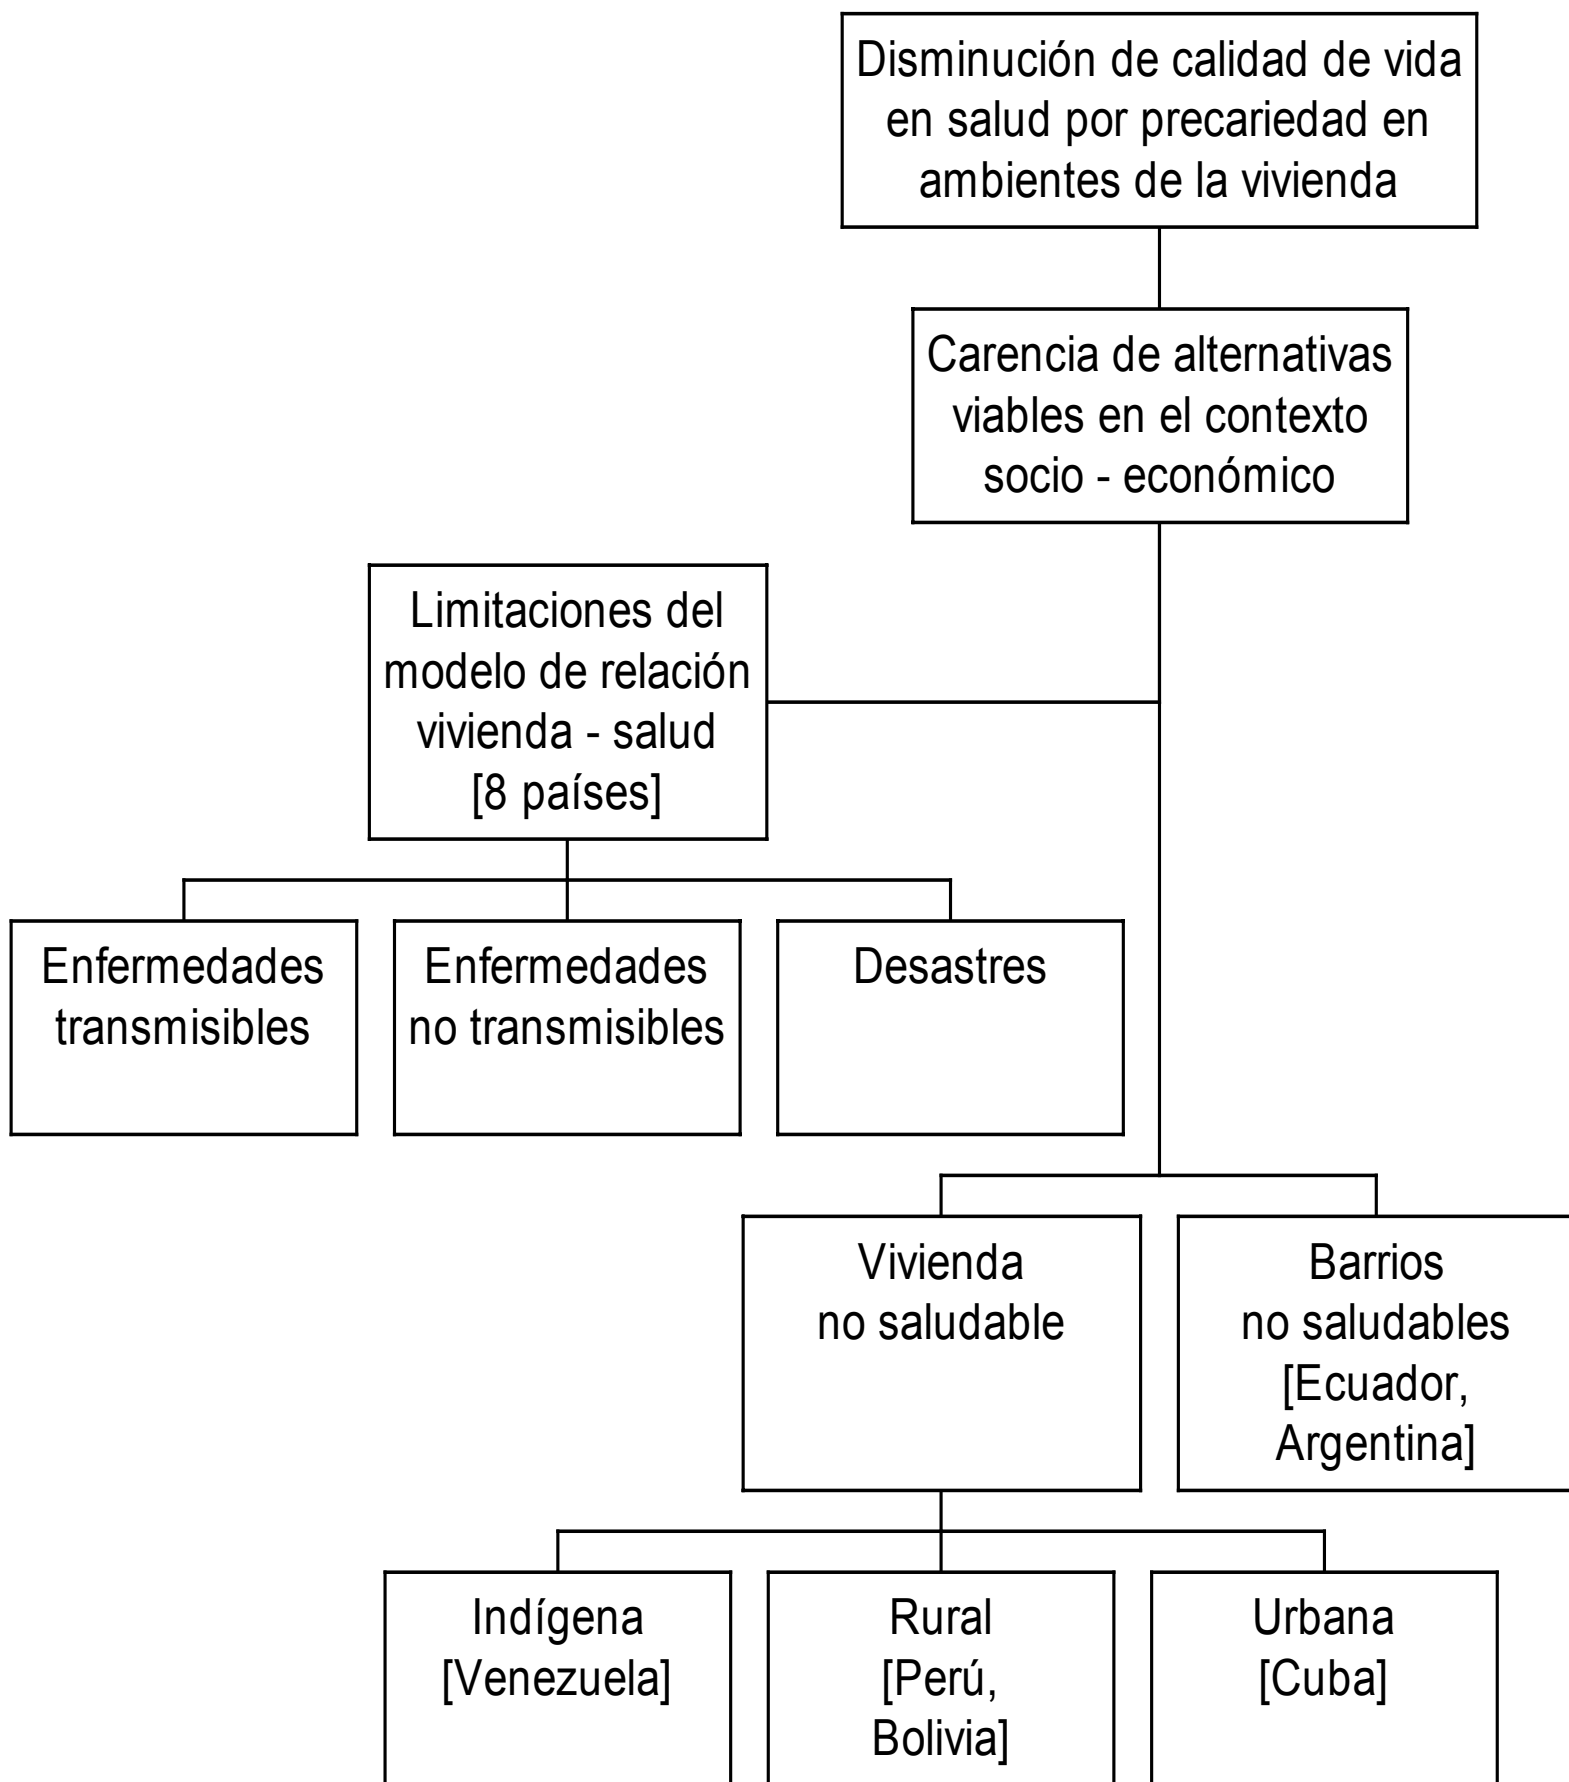 Disminución de calidad de vida
en salud por precariedad en
ambientes de la vivienda
Carencia de alternativas
viables en el contexto
socio - económico
Limitaciones del
modelo de relación
vivienda - salud
[8 países]
Enfermedades
transmisibles
Enfermedades
no transmisibles
Desastres
Vivienda
no saludable
Barrios
no saludables
[Ecuador,
Argentina]
Indígena
[Venezuela]
Rural
[Perú,
Bolivia]
Urbana
[Cuba]